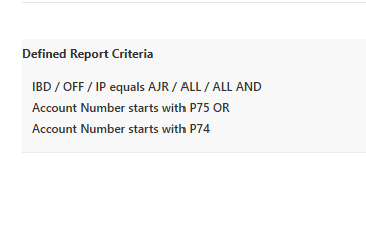 Defined Report Criteria
IBD / OFF / IP equals AJR / ALL / ALL AND
Account Number starts with P75 OR
Account Number starts with P74